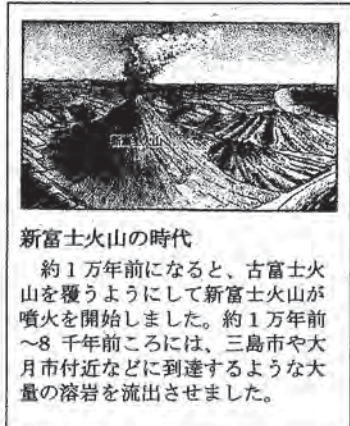 新富士火山
新富士火山の時代
約1万年前になると、古富士火
山を覆うようにして新富士火山が
噴火を開始しました。約1万年前
~8 千年前ころには、三島市や大
月市付近などに到達するような大
量の溶岩を流出させました。